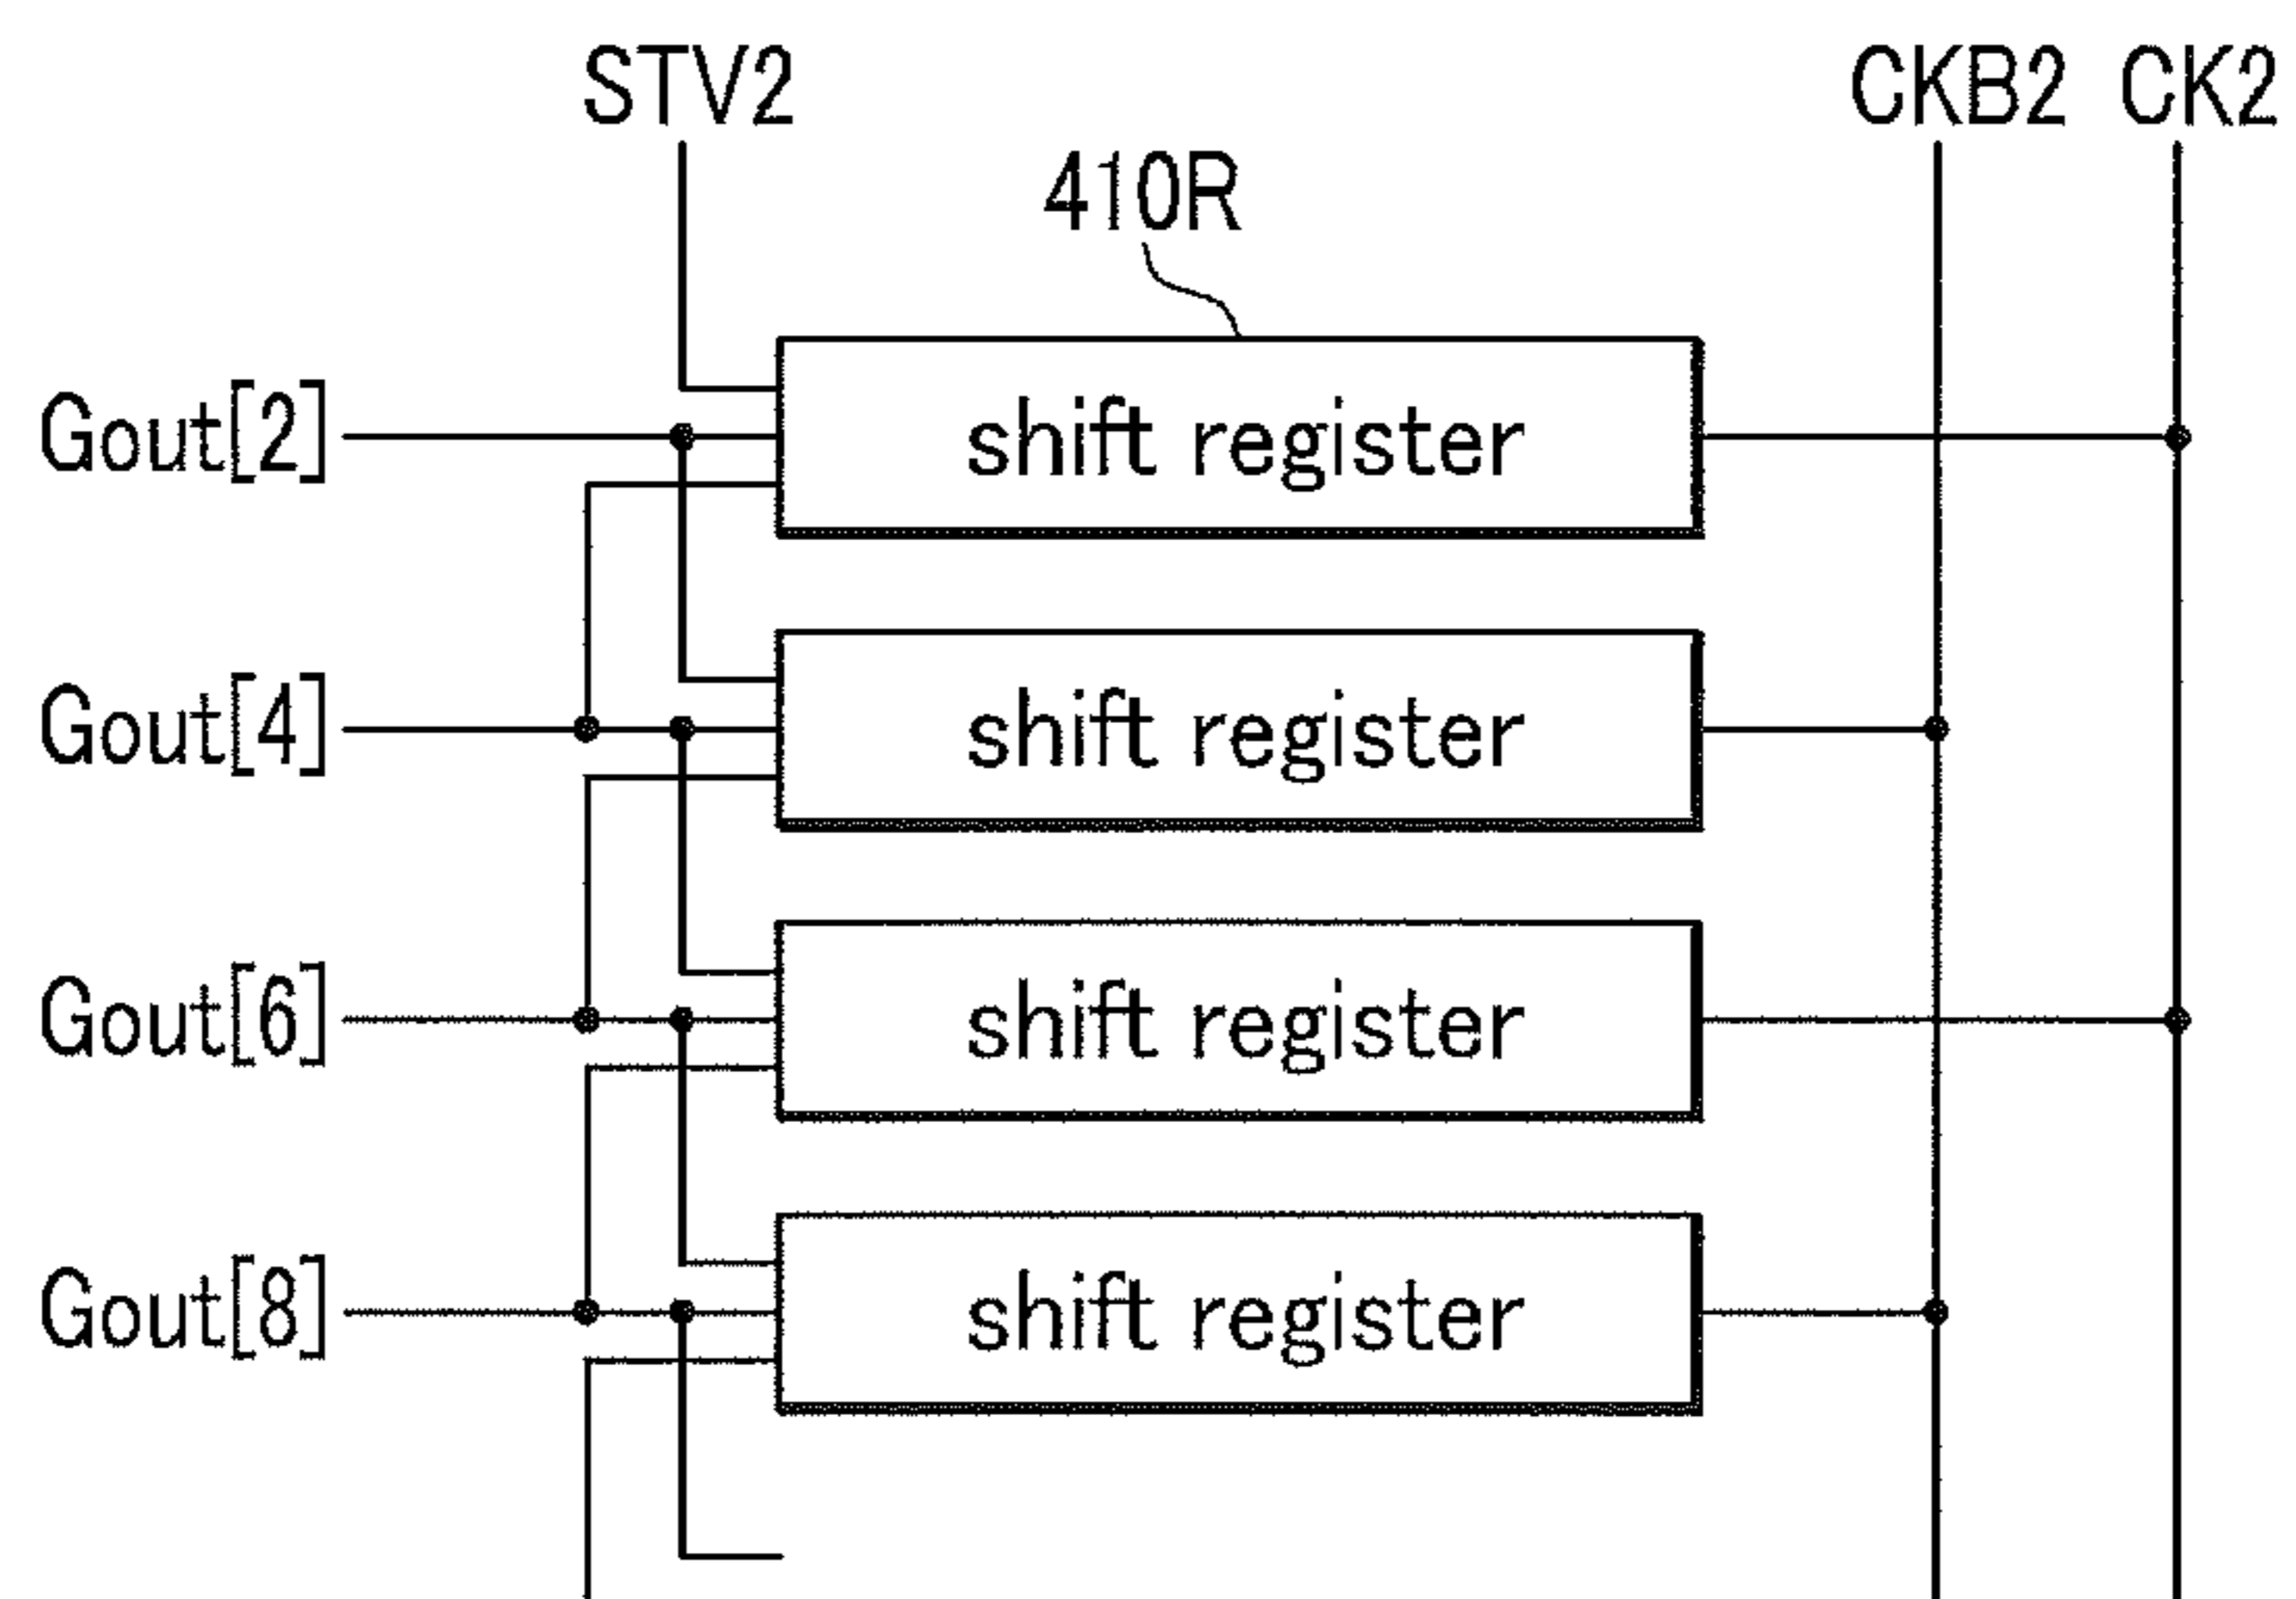 STV2 CKB2 CK2
410R
Gout[2] shift register
Gout[4] shift register
Gout[6] shift register
Gout[8] shift register